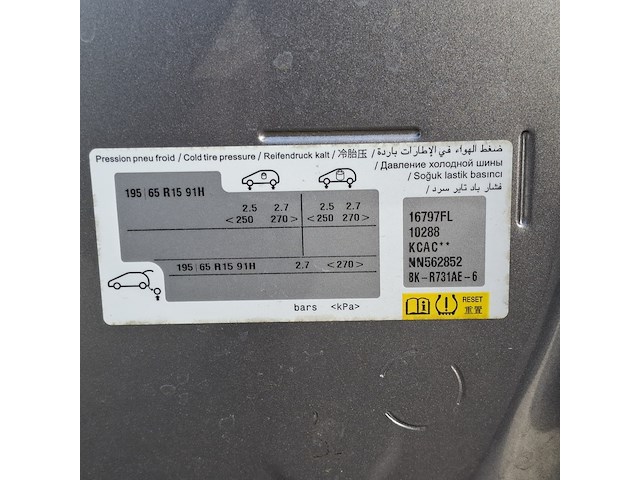 Pression pneu froid / Cold tire pressure / Reifendruck kalt / 冷胎压 / ضغط الهواء في الإطارات باردة
/ Давление холодной шины
/ Soğuk lastik basıncı
/ فشار باد تایر سرد
195/65 R15 91H
2.5 2.7 2.5 2.7
<250 270> <250 270>
195/65 R15 91H 2.7 <370>
bars <kPa>
16797FL
10288
KCAC**
NN562852
BK-R731AE-6
RESET
重置